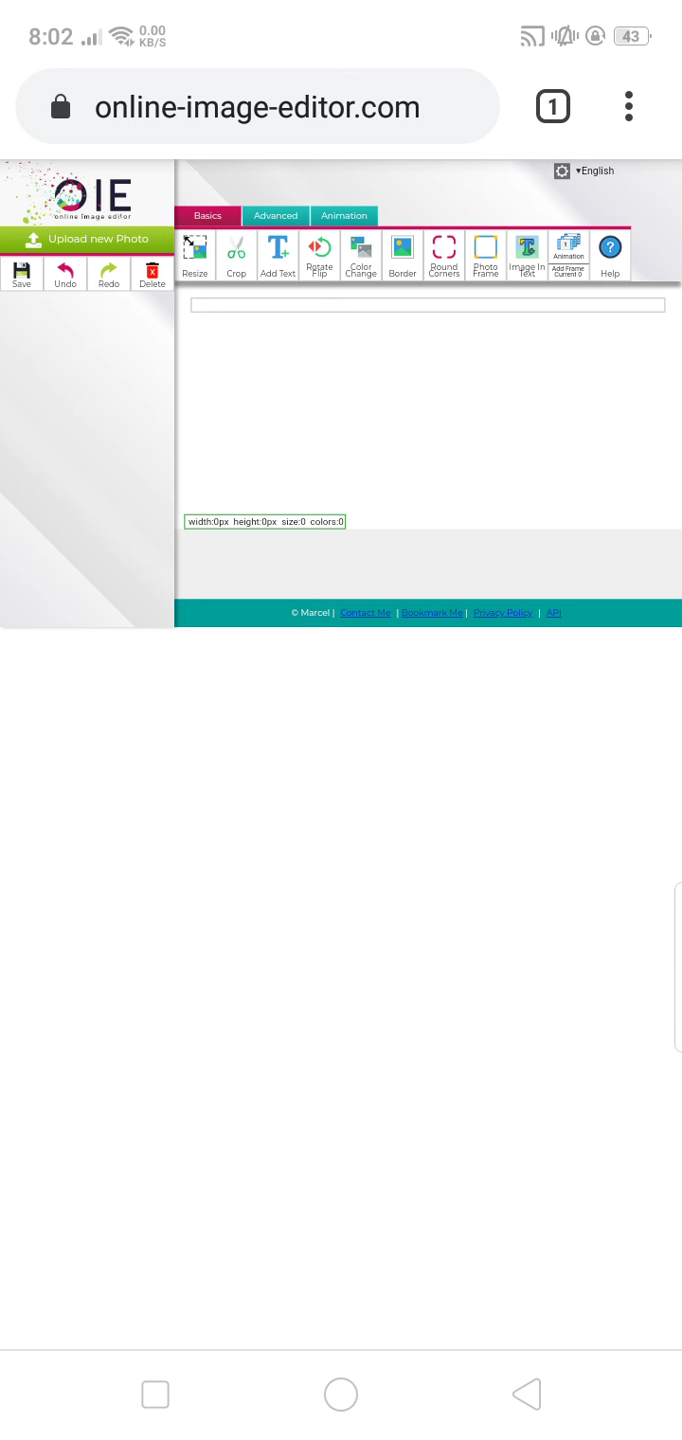 8:02 0.00 KB/S 43
online-image-editor.com 1
OIE
online image editor
▾English
Basics Advanced Animation
Upload new Photo
Save Undo Redo Delete
Resize Crop Add Text Rotate Flip Color Change Border Round Corners Photo Frame Image In Text Animation Add Frame Current 0 Help
width:0px height:0px size:0 colors:0
© Marcel | Contact Me | Bookmark Me | Privacy Policy | API